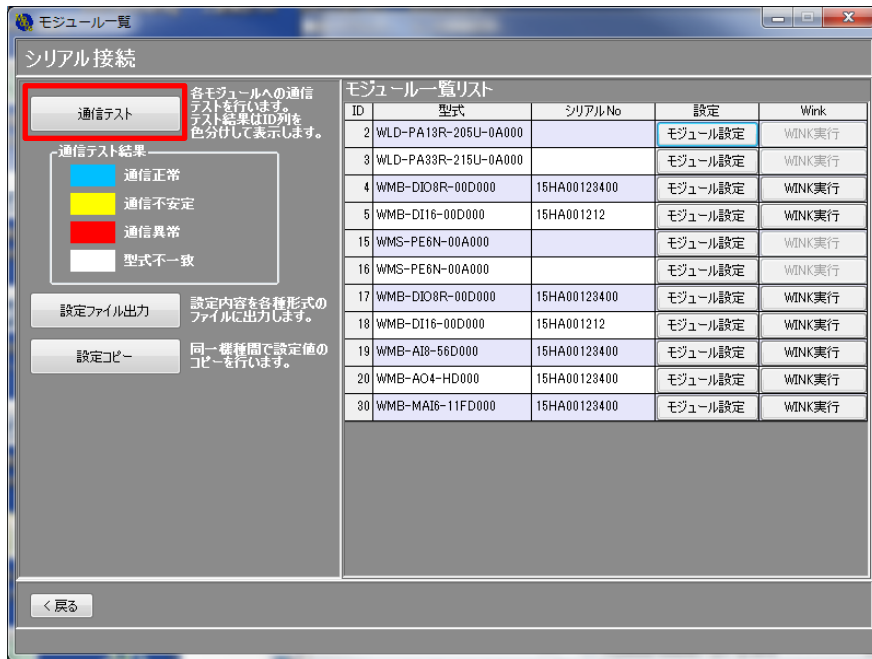 モジュール一覧
シリアル接続
通信テスト
各モジュールへの通信
テストを行います。
テスト結果はID列を
色分けして表示します。
通信テスト結果
通信正常
通信不安定
通信異常
型式不一致
設定ファイル出力
設定内容を各種形式の
ファイルに出力します。
設定コピー
同一機種間で設定値の
コピーを行います。
モジュール一覧リスト
ID 型式 シリアルNo 設定 Wink
2 WLD-PA13R-205U-0A000 モジュール設定 WINK実行
3 WLD-PA33R-215U-0A000 モジュール設定 WINK実行
4 WMB-DIO8R-00D000 15HA00123400 モジュール設定 WINK実行
5 WMB-DI16-00D000 15HA001212 モジュール設定 WINK実行
15 WMS-PE6N-00A000 モジュール設定 WINK実行
16 WMS-PE6N-00A000 モジュール設定 WINK実行
17 WMB-DIO8R-00D000 15HA00123400 モジュール設定 WINK実行
18 WMB-DI16-00D000 15HA001212 モジュール設定 WINK実行
19 WMB-AI8-56D000 15HA00123400 モジュール設定 WINK実行
20 WMB-AO4-HD000 15HA00123400 モジュール設定 WINK実行
30 WMB-MAI6-11FD000 15HA00123400 モジュール設定 WINK実行
<戻る